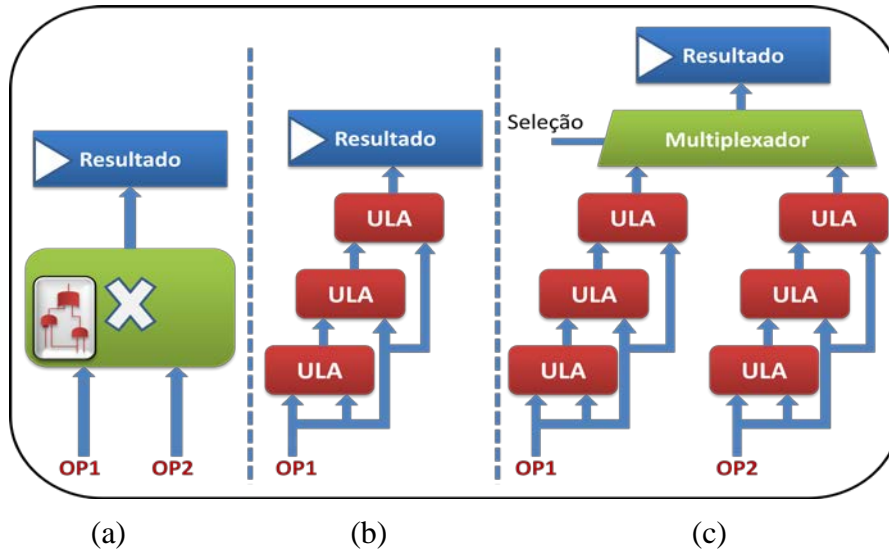 Resultado
OP1 OP2
(a)
Resultado
ULA
ULA
ULA
OP1
(b)
Resultado
Seleção
Multiplexador
ULA ULA
ULA ULA
ULA ULA
OP1 OP2
(c)